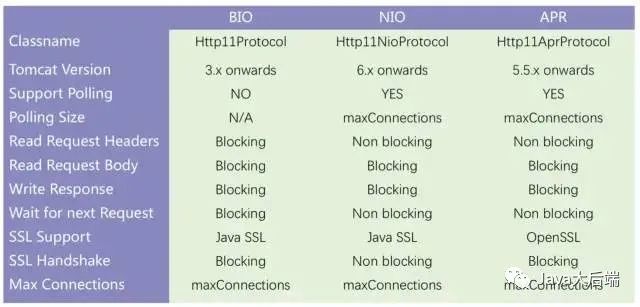 BIO NIO APR
Classname Http11Protocol Http11NioProtocol Http11AprProtocol
Tomcat Version 3.x onwards 6.x onwards 5.5.x onwards
Support Polling NO YES YES
Polling Size N/A maxConnections maxConnections
Read Request Headers Blocking Non blocking Non blocking
Read Request Body Blocking Blocking Blocking
Write Response Blocking Blocking Blocking
Wait for next Request Blocking Non blocking Non blocking
SSL Support Java SSL Java SSL OpenSSL
SSL Handshake Blocking Non blocking Blocking
Max Connections maxConnections maxConnections maxConnections
Java大后端